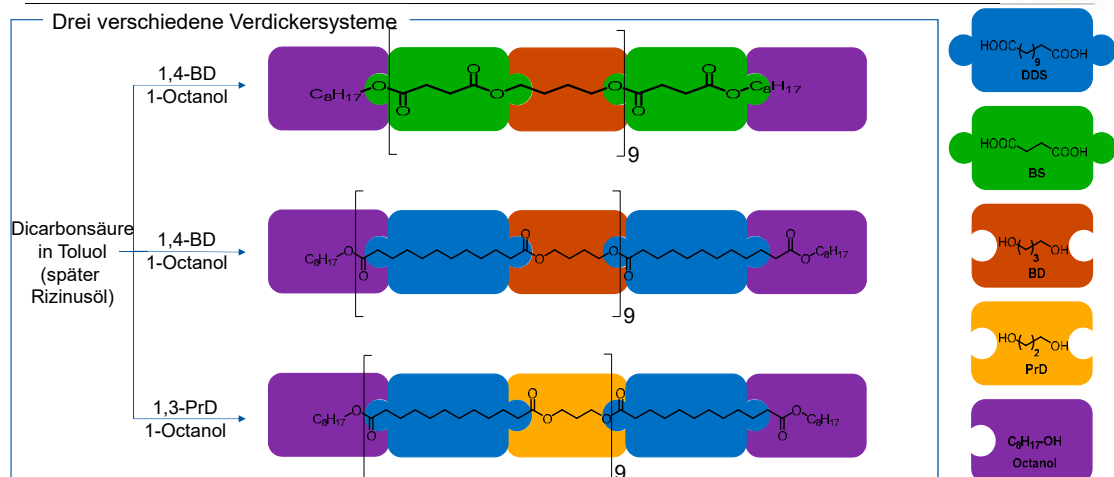 Drei verschiedene Verdickersysteme
1,4-BD
1-Octanol
C8H17
O
O
O
O
O
O
O
O
C8H17
9
Dicarbonsäure
in Toluol
(später
Rizinusöl)
1,4-BD
1-Octanol
C8H17
O
O
O
O
O
O
O
O
C8H17
9
1,3-PrD
1-Octanol
C8H17
O
O
O
O
O
O
O
O
C8H17
9
HOOC
9
COOH
DDS
HOOC
COOH
BS
HO
3
OH
BD
HO
2
OH
PrD
C8H17-OH
Octanol